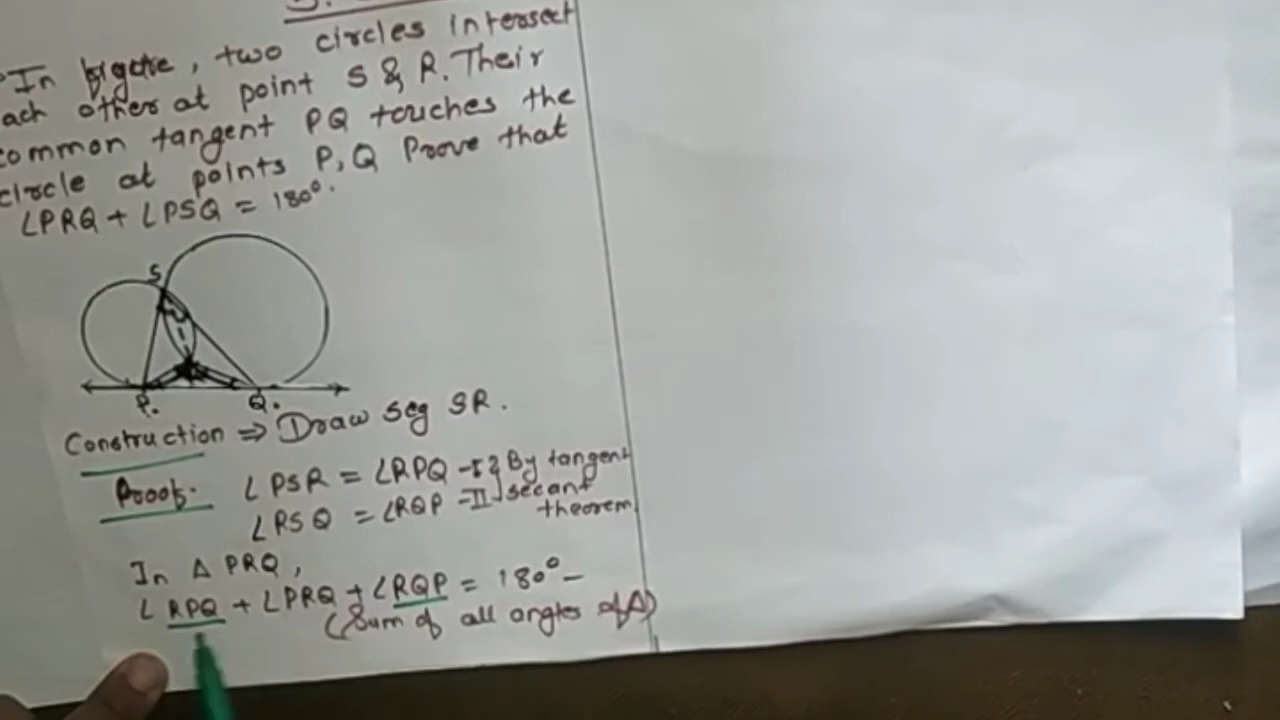 In figure, two circles intersect
ach other at point S & R. Their
common tangent PQ touches the
circle at points P, Q Prove that
∠PRQ + ∠PSQ = 180°.
S
P. Q.
Construction ⇒ Draw seg SR.
Proof:- ∠PSR = ∠RPQ -I } By tangent
∠RSQ = ∠RQP -II } secant
theorem
In Δ PRQ,
∠RPQ + ∠PRQ + ∠RQP = 180° -
(Sum of all angles of Δ)